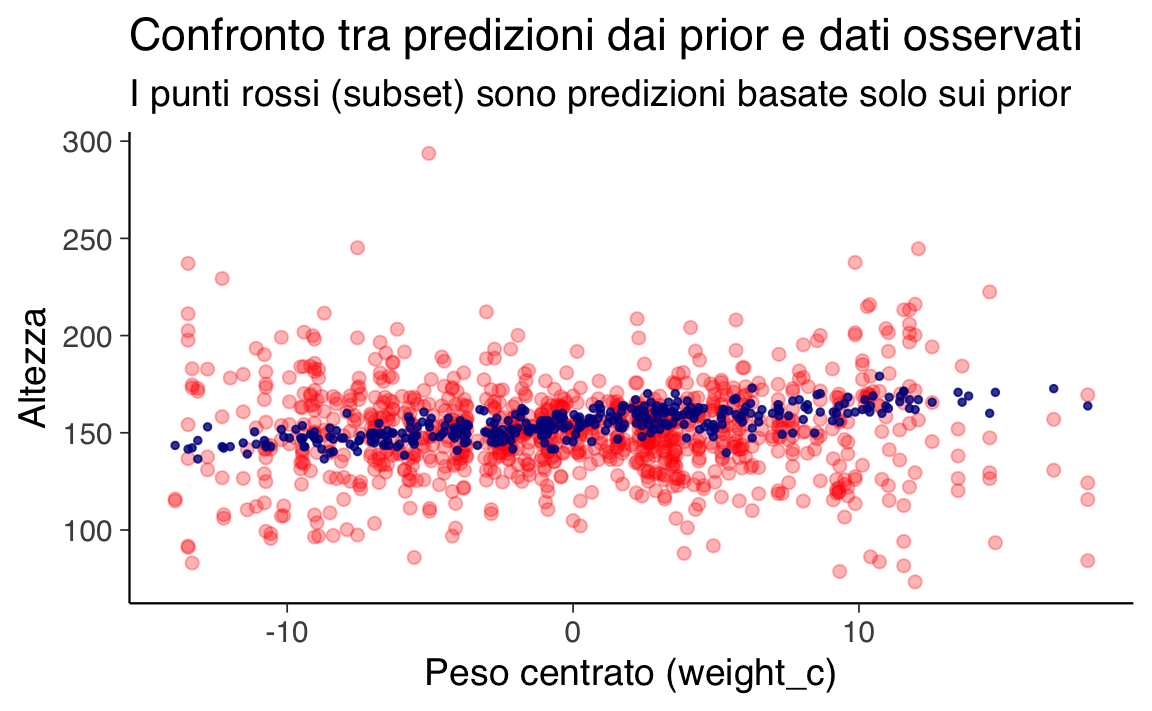 Confronto tra predizioni dai prior e dati osservati
I punti rossi (subset) sono predizioni basate solo sui prior
300
250
200
150
100
Altezza
-10 0 10
Peso centrato (weight_c)